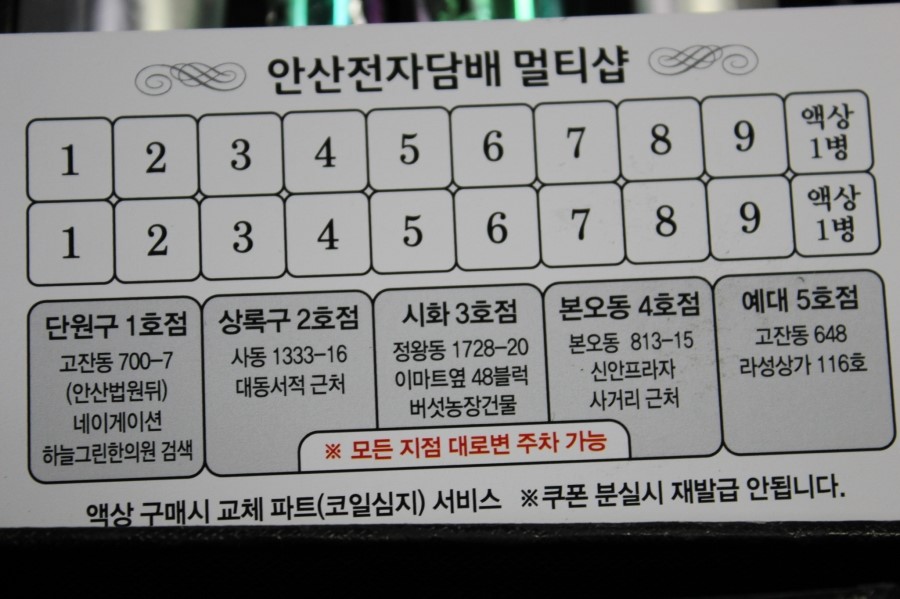 안산전자담배 멀티샵
1 2 3 4 5 6 7 8 9 액상 1병
1 2 3 4 5 6 7 8 9 액상 1병
단원구 1호점
고잔동 700-7
(안산법원뒤)
네이게이션
하늘그린한의원 검색
상록구 2호점
사동 1333-16
대동서적 근처
시화 3호점
정왕동 1728-20
이마트옆 48블럭
버섯농장건물
본오동 4호점
본오동 813-15
신안프라자
사거리 근처
예대 5호점
고잔동 648
라성상가 116호
※ 모든 지점 대로변 주차 가능
액상 구매시 교체 파트(코일심지) 서비스 ※쿠폰 분실시 재발급 안됩니다.